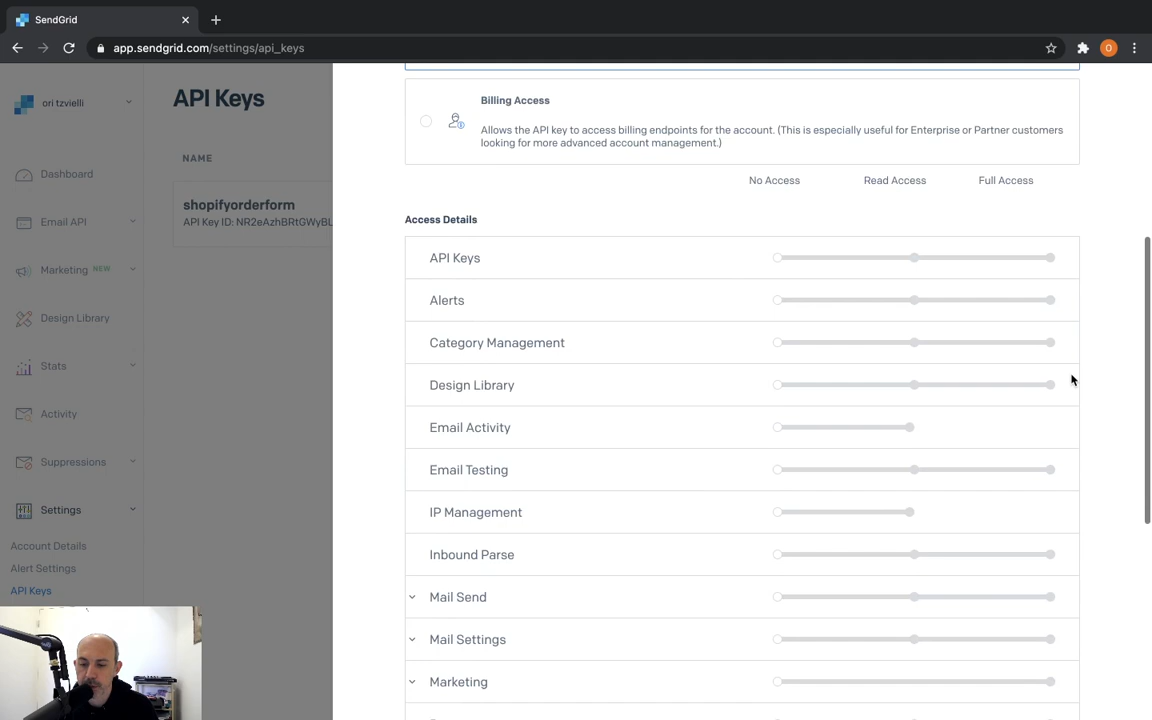 SendGrid
app.sendgrid.com/settings/api_keys
O
ori tzvielli
Dashboard
Email API
Marketing NEW
Design Library
Stats
Activity
Suppressions
Settings
Account Details
Alert Settings
API Keys
API Keys
NAME
shopifyorderform
API Key ID: NR2eAzhBRtGWyBL
Billing Access
Allows the API key to access billing endpoints for the account. (This is especially useful for Enterprise or Partner customers
looking for more advanced account management.)
No Access Read Access Full Access
Access Details
API Keys
Alerts
Category Management
Design Library
Email Activity
Email Testing
IP Management
Inbound Parse
Mail Send
Mail Settings
Marketing